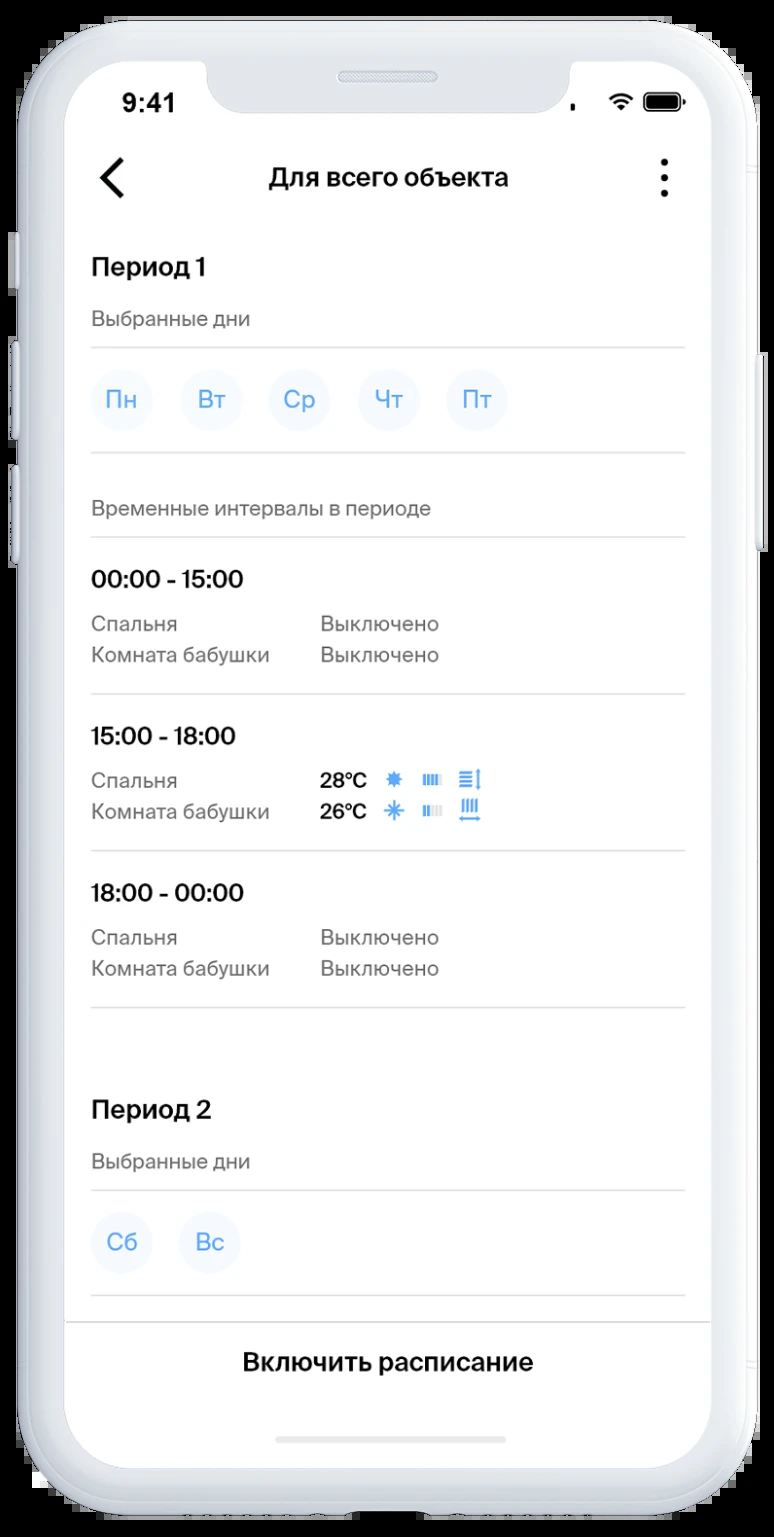 9:41
Для всего объекта
Период 1
Выбранные дни
Пн Вт Ср Чт Пт
Временные интервалы в периоде
00:00 - 15:00
Спальня Выключено
Комната бабушки Выключено
15:00 - 18:00
Спальня 28°C
Комната бабушки 26°C
18:00 - 00:00
Спальня Выключено
Комната бабушки Выключено
Период 2
Выбранные дни
Сб Вс
Включить расписание